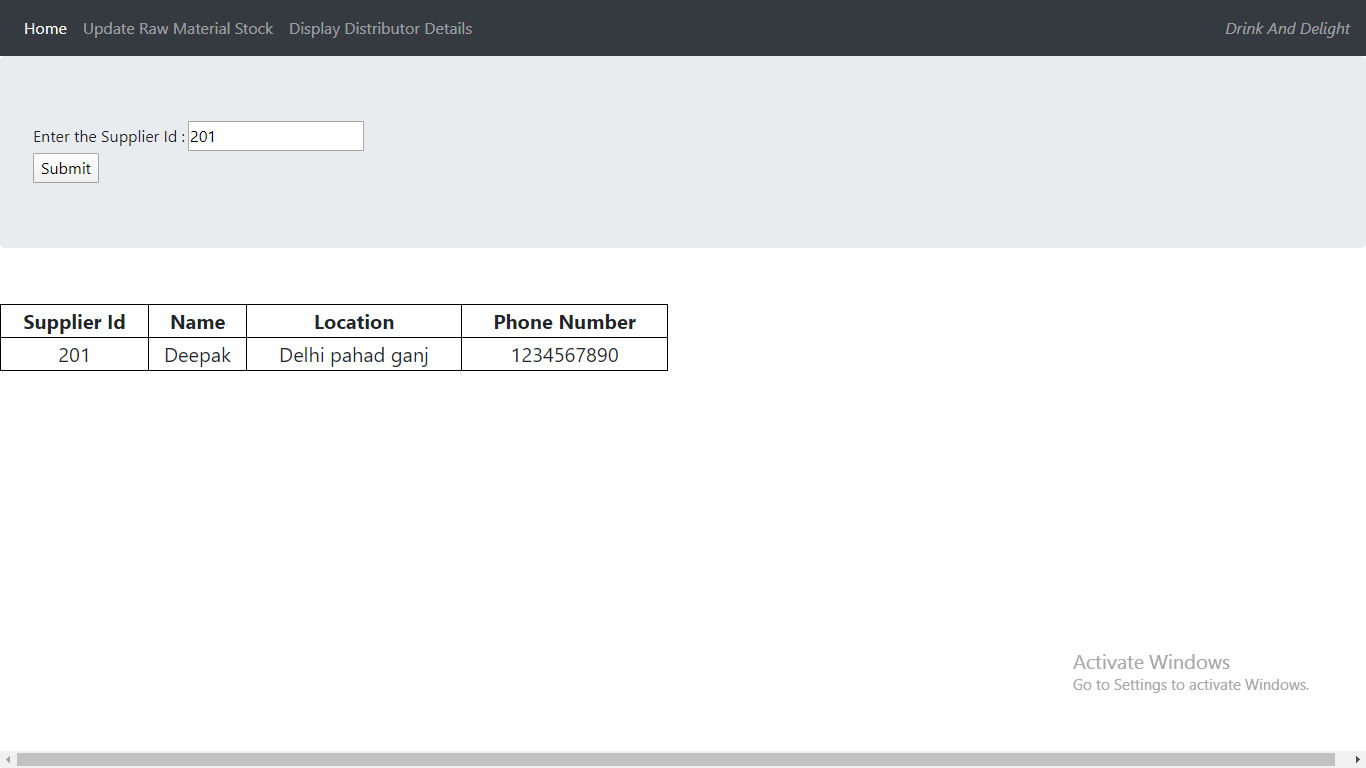 Home Update Raw Material Stock Display Distributor Details Drink And Delight
Enter the Supplier Id : 201
Submit
Supplier Id Name Location Phone Number
201 Deepak Delhi pahad ganj 1234567890
Activate Windows
Go to Settings to activate Windows.